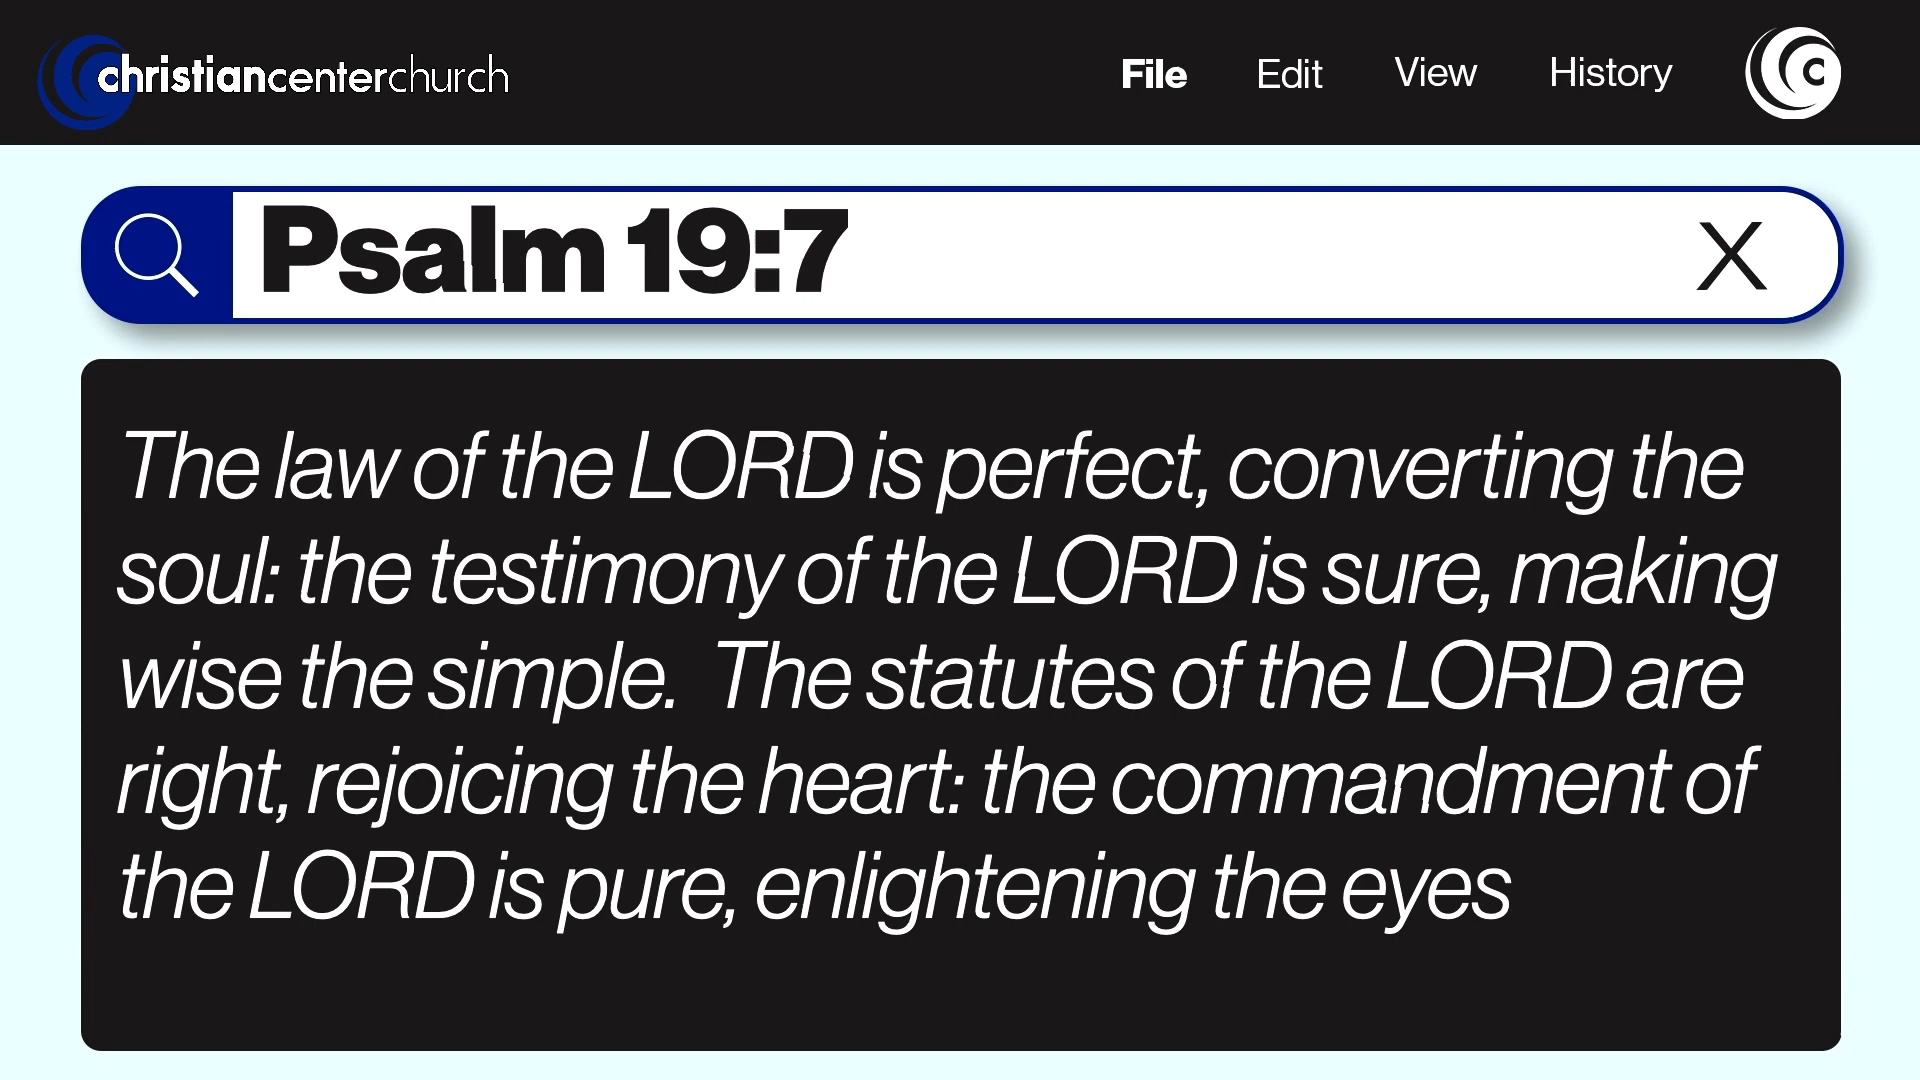 christiancenterchurch
File Edit View History
C
Psalm 19:7
X
The law of the LORD is perfect, converting the
soul: the testimony of the LORD is sure, making
wise the simple.  The statutes of the LORD are
right, rejoicing the heart: the commandment of
the LORD is pure, enlightening the eyes